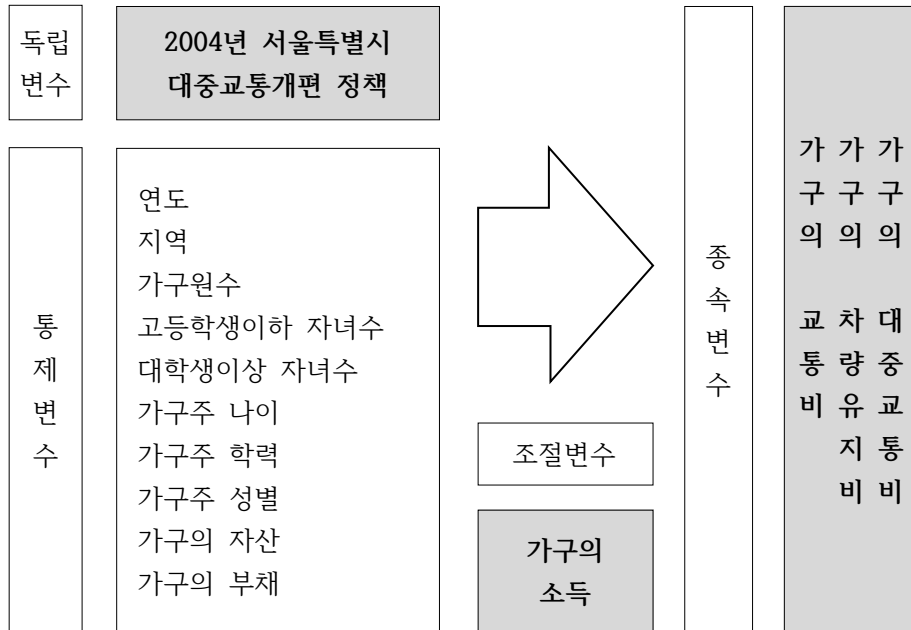 독립
변수
2004년 서울특별시
대중교통개편 정책
통제변수
연도
지역
가구원수
고등학생이하 자녀수
대학생이상 자녀수
가구주 나이
가구주 학력
가구주 성별
가구의 자산
가구의 부채
조절변수
가구의
소득
종속변수
가구의 대중교통비
가구의 차량유지비
가구의 교통비